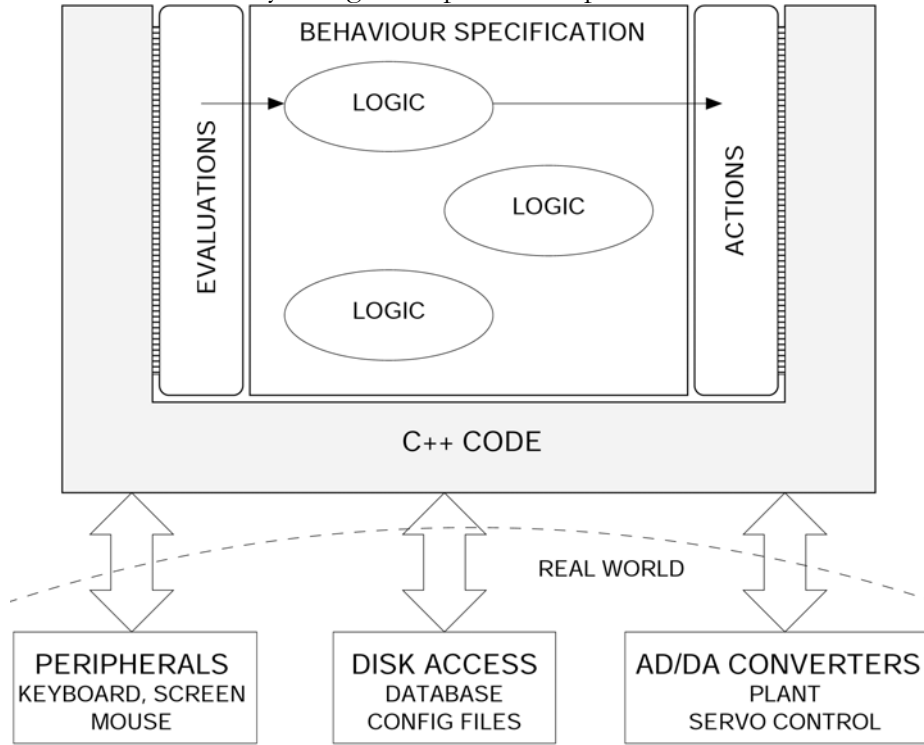 BEHAVIOUR SPECIFICATION
LOGIC
LOGIC
LOGIC
EVALUATIONS
ACTIONS
C++ CODE
REAL WORLD
PERIPHERALS
KEYBOARD, SCREEN
MOUSE
DISK ACCESS
DATABASE
CONFIG FILES
AD/DA CONVERTERS
PLANT
SERVO CONTROL